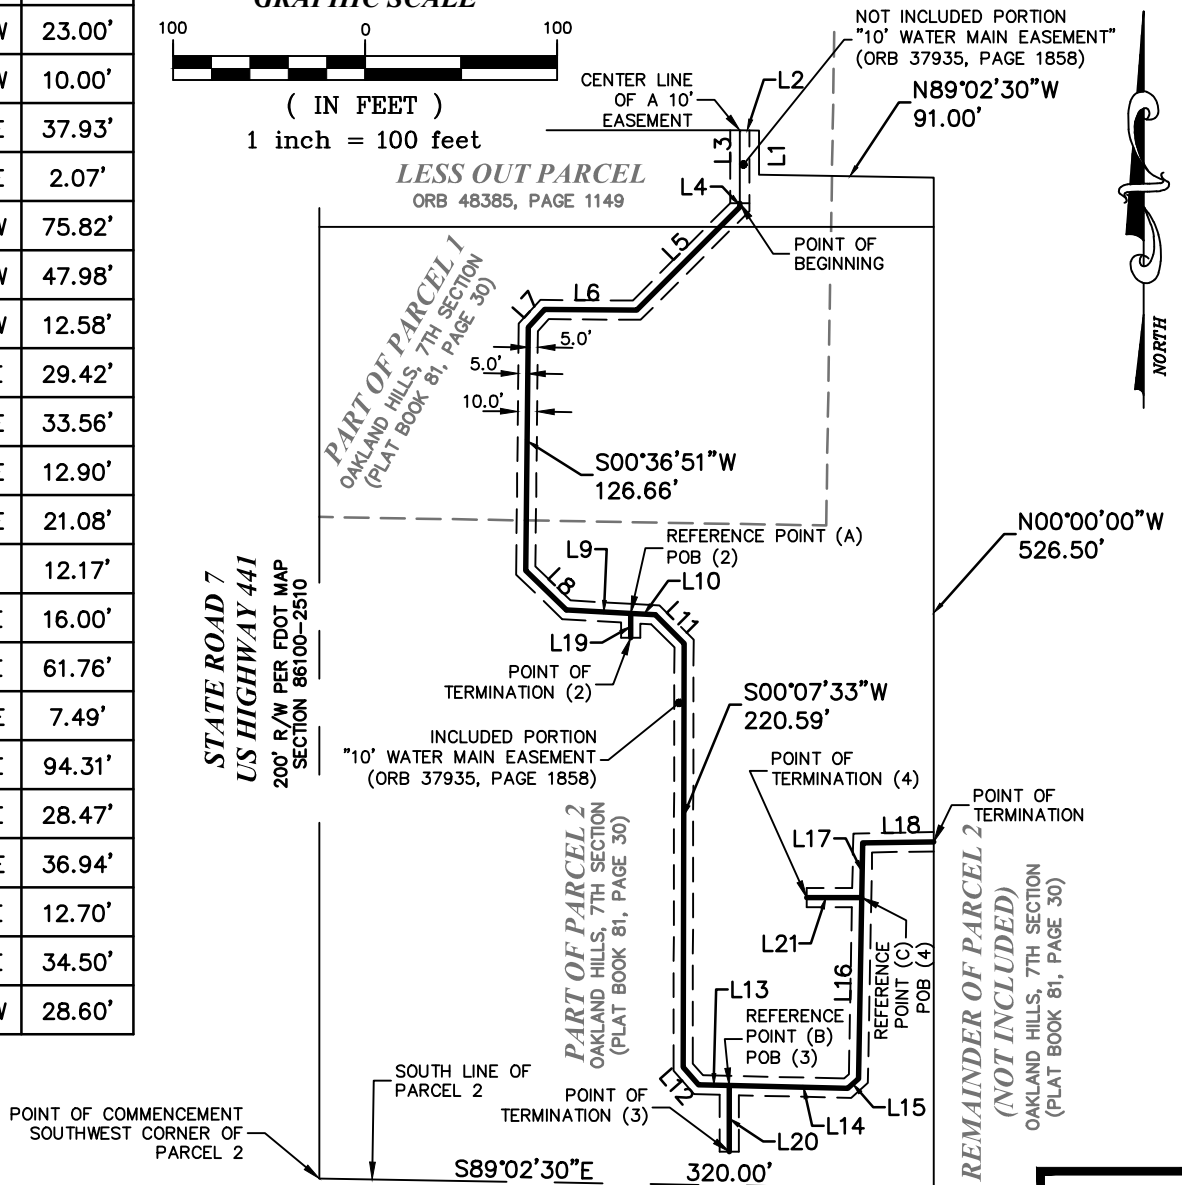 GRAPHIC SCALE
100 0 100
( IN FEET )
1 inch = 100 feet
W 23.00'
W 10.00'
E 37.93'
E 2.07'
W 75.82'
W 47.98'
W 12.58'
E 29.42'
E 33.56'
E 12.90'
E 21.08'
12.17'
E 16.00'
E 61.76'
E 7.49'
E 94.31'
E 28.47'
E 36.94'
E 12.70'
E 34.50'
W 28.60'
NOT INCLUDED PORTION
"10' WATER MAIN EASEMENT"
(ORB 37935, PAGE 1858)
CENTER LINE
OF A 10'
EASEMENT
L2
N89°02'30"W
91.00'
L3
L1
LESS OUT PARCEL
ORB 48385, PAGE 1149
L4
POINT OF
BEGINNING
NORTH
L5
L6
L7
PART OF PARCEL 1
OAKLAND HILLS, 7TH SECTION
(PLAT BOOK 81, PAGE 30)
5.0'
5.0'
10.0'
S00°36'51"W
126.66'
N00°00'00"W
526.50'
REFERENCE POINT (A)
POB (2)
L9
L8
L10
L11
L19
POINT OF
TERMINATION (2)
STATE ROAD 7
US HIGHWAY 441
200' R/W PER FDOT MAP
SECTION 86100-2510
S00°07'33"W
220.59'
INCLUDED PORTION
"10' WATER MAIN EASEMENT
(ORB 37935, PAGE 1858)
POINT OF
TERMINATION (4)
POINT OF
TERMINATION
L18
L17
L21
L16
REFERENCE
POINT (C)
POB (4)
PART OF PARCEL 2
OAKLAND HILLS, 7TH SECTION
(PLAT BOOK 81, PAGE 30)
REMAINDER OF PARCEL 2
(NOT INCLUDED)
OAKLAND HILLS, 7TH SECTION
(PLAT BOOK 81, PAGE 30)
L13
REFERENCE
POINT (B)
POB (3)
L12
POINT OF
TERMINATION (3)
L15
L14
L20
SOUTH LINE OF
PARCEL 2
POINT OF COMMENCEMENT
SOUTHWEST CORNER OF
PARCEL 2
S89°02'30"E 320.00'